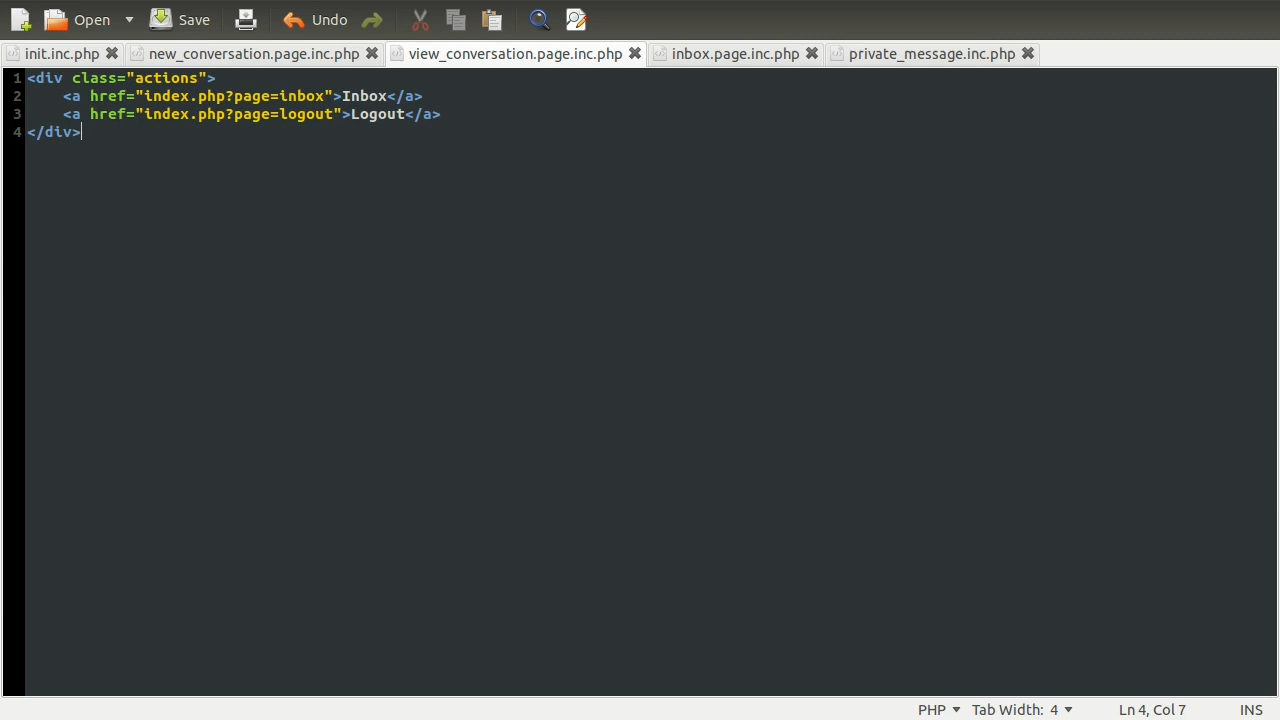 Open Save Undo
init.inc.php new_conversation.page.inc.php view_conversation.page.inc.php inbox.page.inc.php private_message.inc.php
1 <div class="actions">
2     <a href="index.php?page=inbox">Inbox</a>
3     <a href="index.php?page=logout">Logout</a>
4 </div>
PHP Tab Width: 4 Ln 4, Col 7 INS